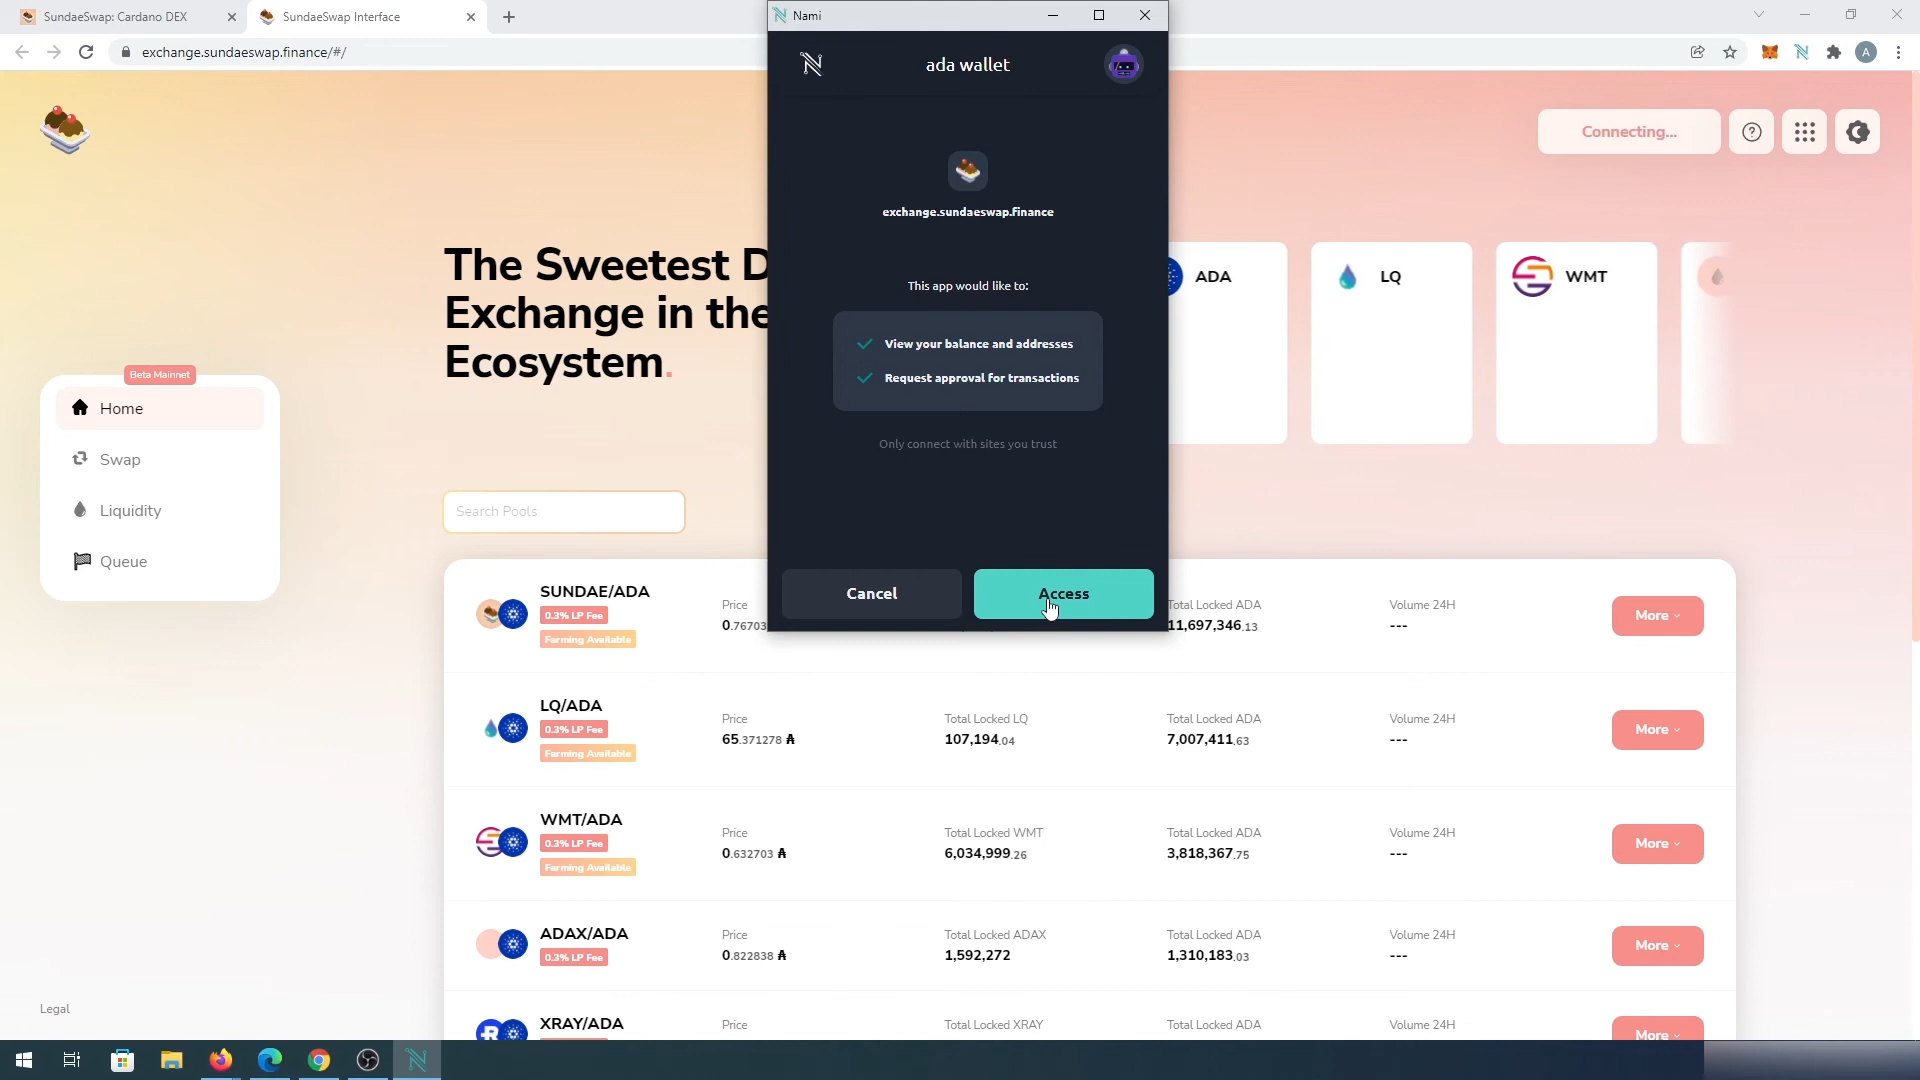 SundaeSwap: Cardano DEX
SundaeSwap Interface
exchange.sundaeswap.finance/#/
A
Nami
ada wallet
exchange.sundaeswap.finance
This app would like to:
View your balance and addresses
Request approval for transactions
Only connect with sites you trust
Cancel
Access
Connecting...
The Sweetest D
Exchange in the
Ecosystem.
ADA
LQ
WMT
Beta Mainnet
Home
Swap
Liquidity
Queue
Legal
Search Pools
SUNDAE/ADA
0.3% LP Fee
Farming Available
Price
0.76703
Total Locked ADA
11,697,346.13
Volume 24H
---
More
LQ/ADA
0.3% LP Fee
Farming Available
Price
65.371278 ₳
Total Locked LQ
107,194.04
Total Locked ADA
7,007,411.63
Volume 24H
---
More
WMT/ADA
0.3% LP Fee
Farming Available
Price
0.632703 ₳
Total Locked WMT
6,034,999.26
Total Locked ADA
3,818,367.75
Volume 24H
---
More
ADAX/ADA
0.3% LP Fee
Price
0.822838 ₳
Total Locked ADAX
1,592,272
Total Locked ADA
1,310,183.03
Volume 24H
---
More
XRAY/ADA
Price
Total Locked XRAY
Total Locked ADA
Volume 24H
More